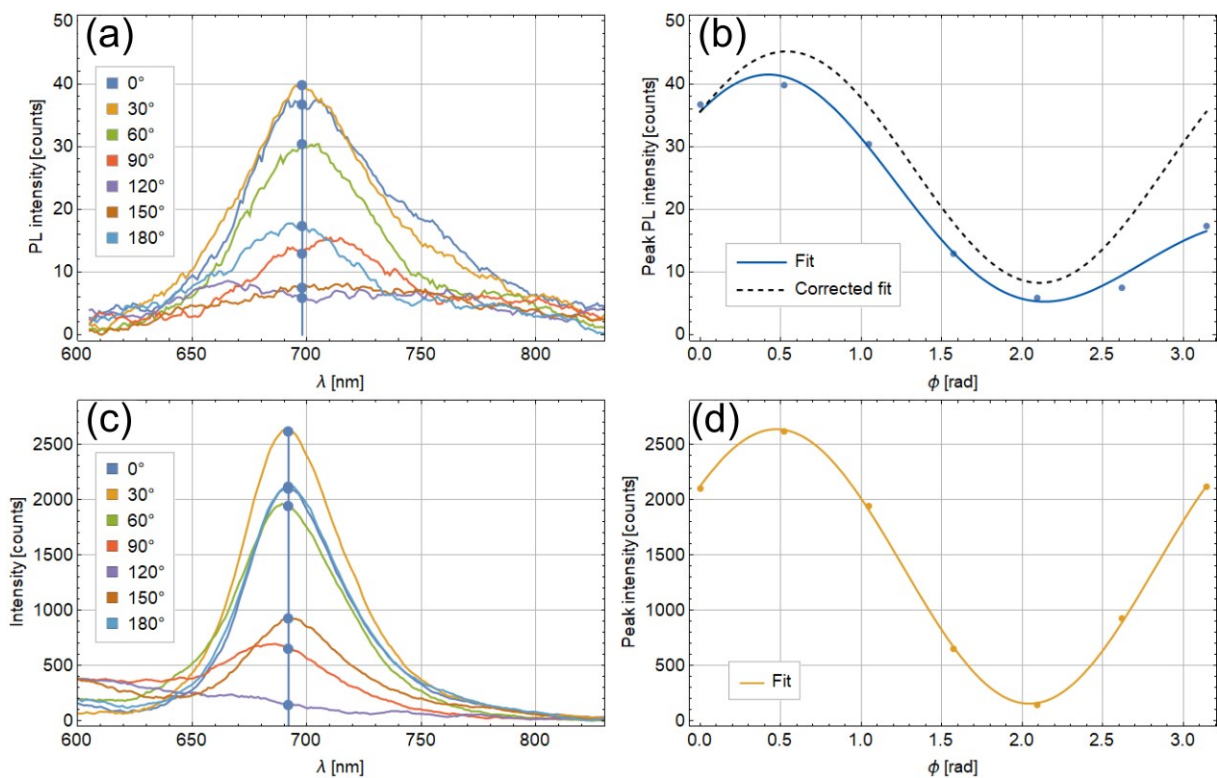 (a)
PL intensity [counts]
50
40
30
20
10
0
0°
30°
60°
90°
120°
150°
180°
600 650 700 750 800
λ [nm]
(b)
Peak PL intensity [counts]
50
40
30
20
10
0
Fit
Corrected fit
0.0 0.5 1.0 1.5 2.0 2.5 3.0
ϕ [rad]
(c)
Intensity [counts]
2500
2000
1500
1000
500
0
0°
30°
60°
90°
120°
150°
180°
600 650 700 750 800
λ [nm]
(d)
Peak intensity [counts]
2500
2000
1500
1000
500
0
Fit
0.0 0.5 1.0 1.5 2.0 2.5 3.0
ϕ [rad]